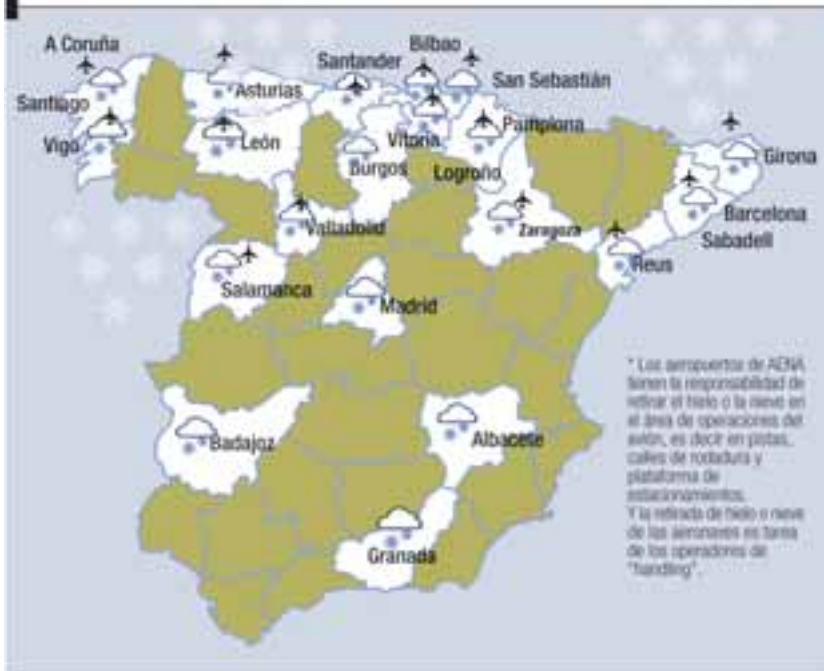 A Coruña
Bilbao
Santander
San Sebastián
Asturias
Santiago
Vigo
León
Vitoria
Pamplona
Burgos
Logroño
Girona
Valladolid
Zaragoza
Barcelona
Sabadell
Reus
Salamanca
Madrid
Badajoz
Albacete
Granada
* Los aeropuertos de AENA
tienen la responsabilidad de
retirar el hielo o la nieve en
el área de operaciones del
avión, es decir en pistas,
calles de rodadura y
plataforma de
estacionamientos.
Y la retirada de hielo o nieve
de las aeronaves es tarea
de los operadores de
"handling".